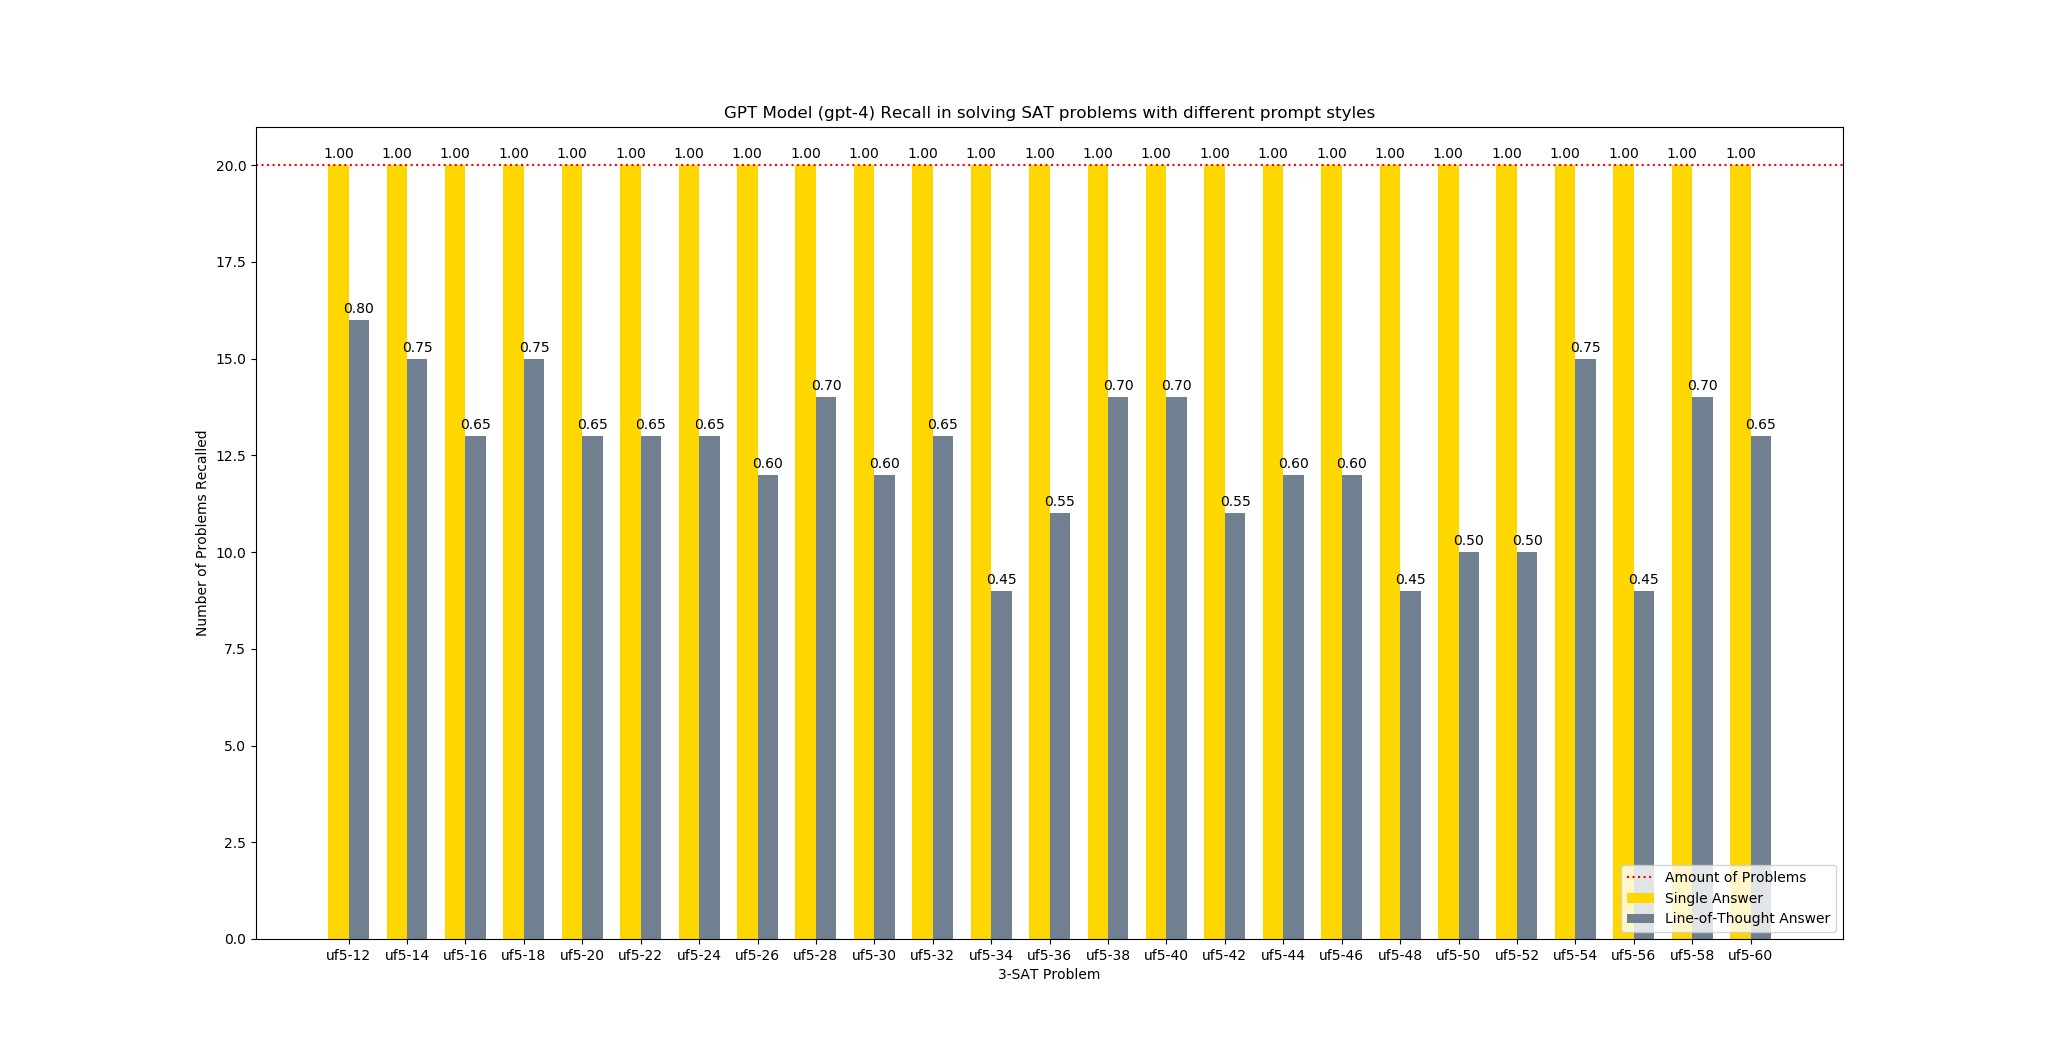 GPT Model (gpt-4) Recall in solving SAT problems with different prompt styles
1.00 1.00 1.00 1.00 1.00 1.00 1.00 1.00 1.00 1.00 1.00 1.00 1.00 1.00 1.00 1.00 1.00 1.00 1.00 1.00 1.00 1.00 1.00 1.00 1.00
0.80 0.75 0.65 0.75 0.65 0.65 0.65 0.60 0.70 0.60 0.65 0.45 0.55 0.70 0.70 0.55 0.60 0.60 0.45 0.50 0.50 0.75 0.45 0.70 0.65
20.0
17.5
15.0
12.5
10.0
7.5
5.0
2.5
0.0
Number of Problems Recalled
Amount of Problems
Single Answer
Line-of-Thought Answer
uf5-12 uf5-14 uf5-16 uf5-18 uf5-20 uf5-22 uf5-24 uf5-26 uf5-28 uf5-30 uf5-32 uf5-34 uf5-36 uf5-38 uf5-40 uf5-42 uf5-44 uf5-46 uf5-48 uf5-50 uf5-52 uf5-54 uf5-56 uf5-58 uf5-60
3-SAT Problem